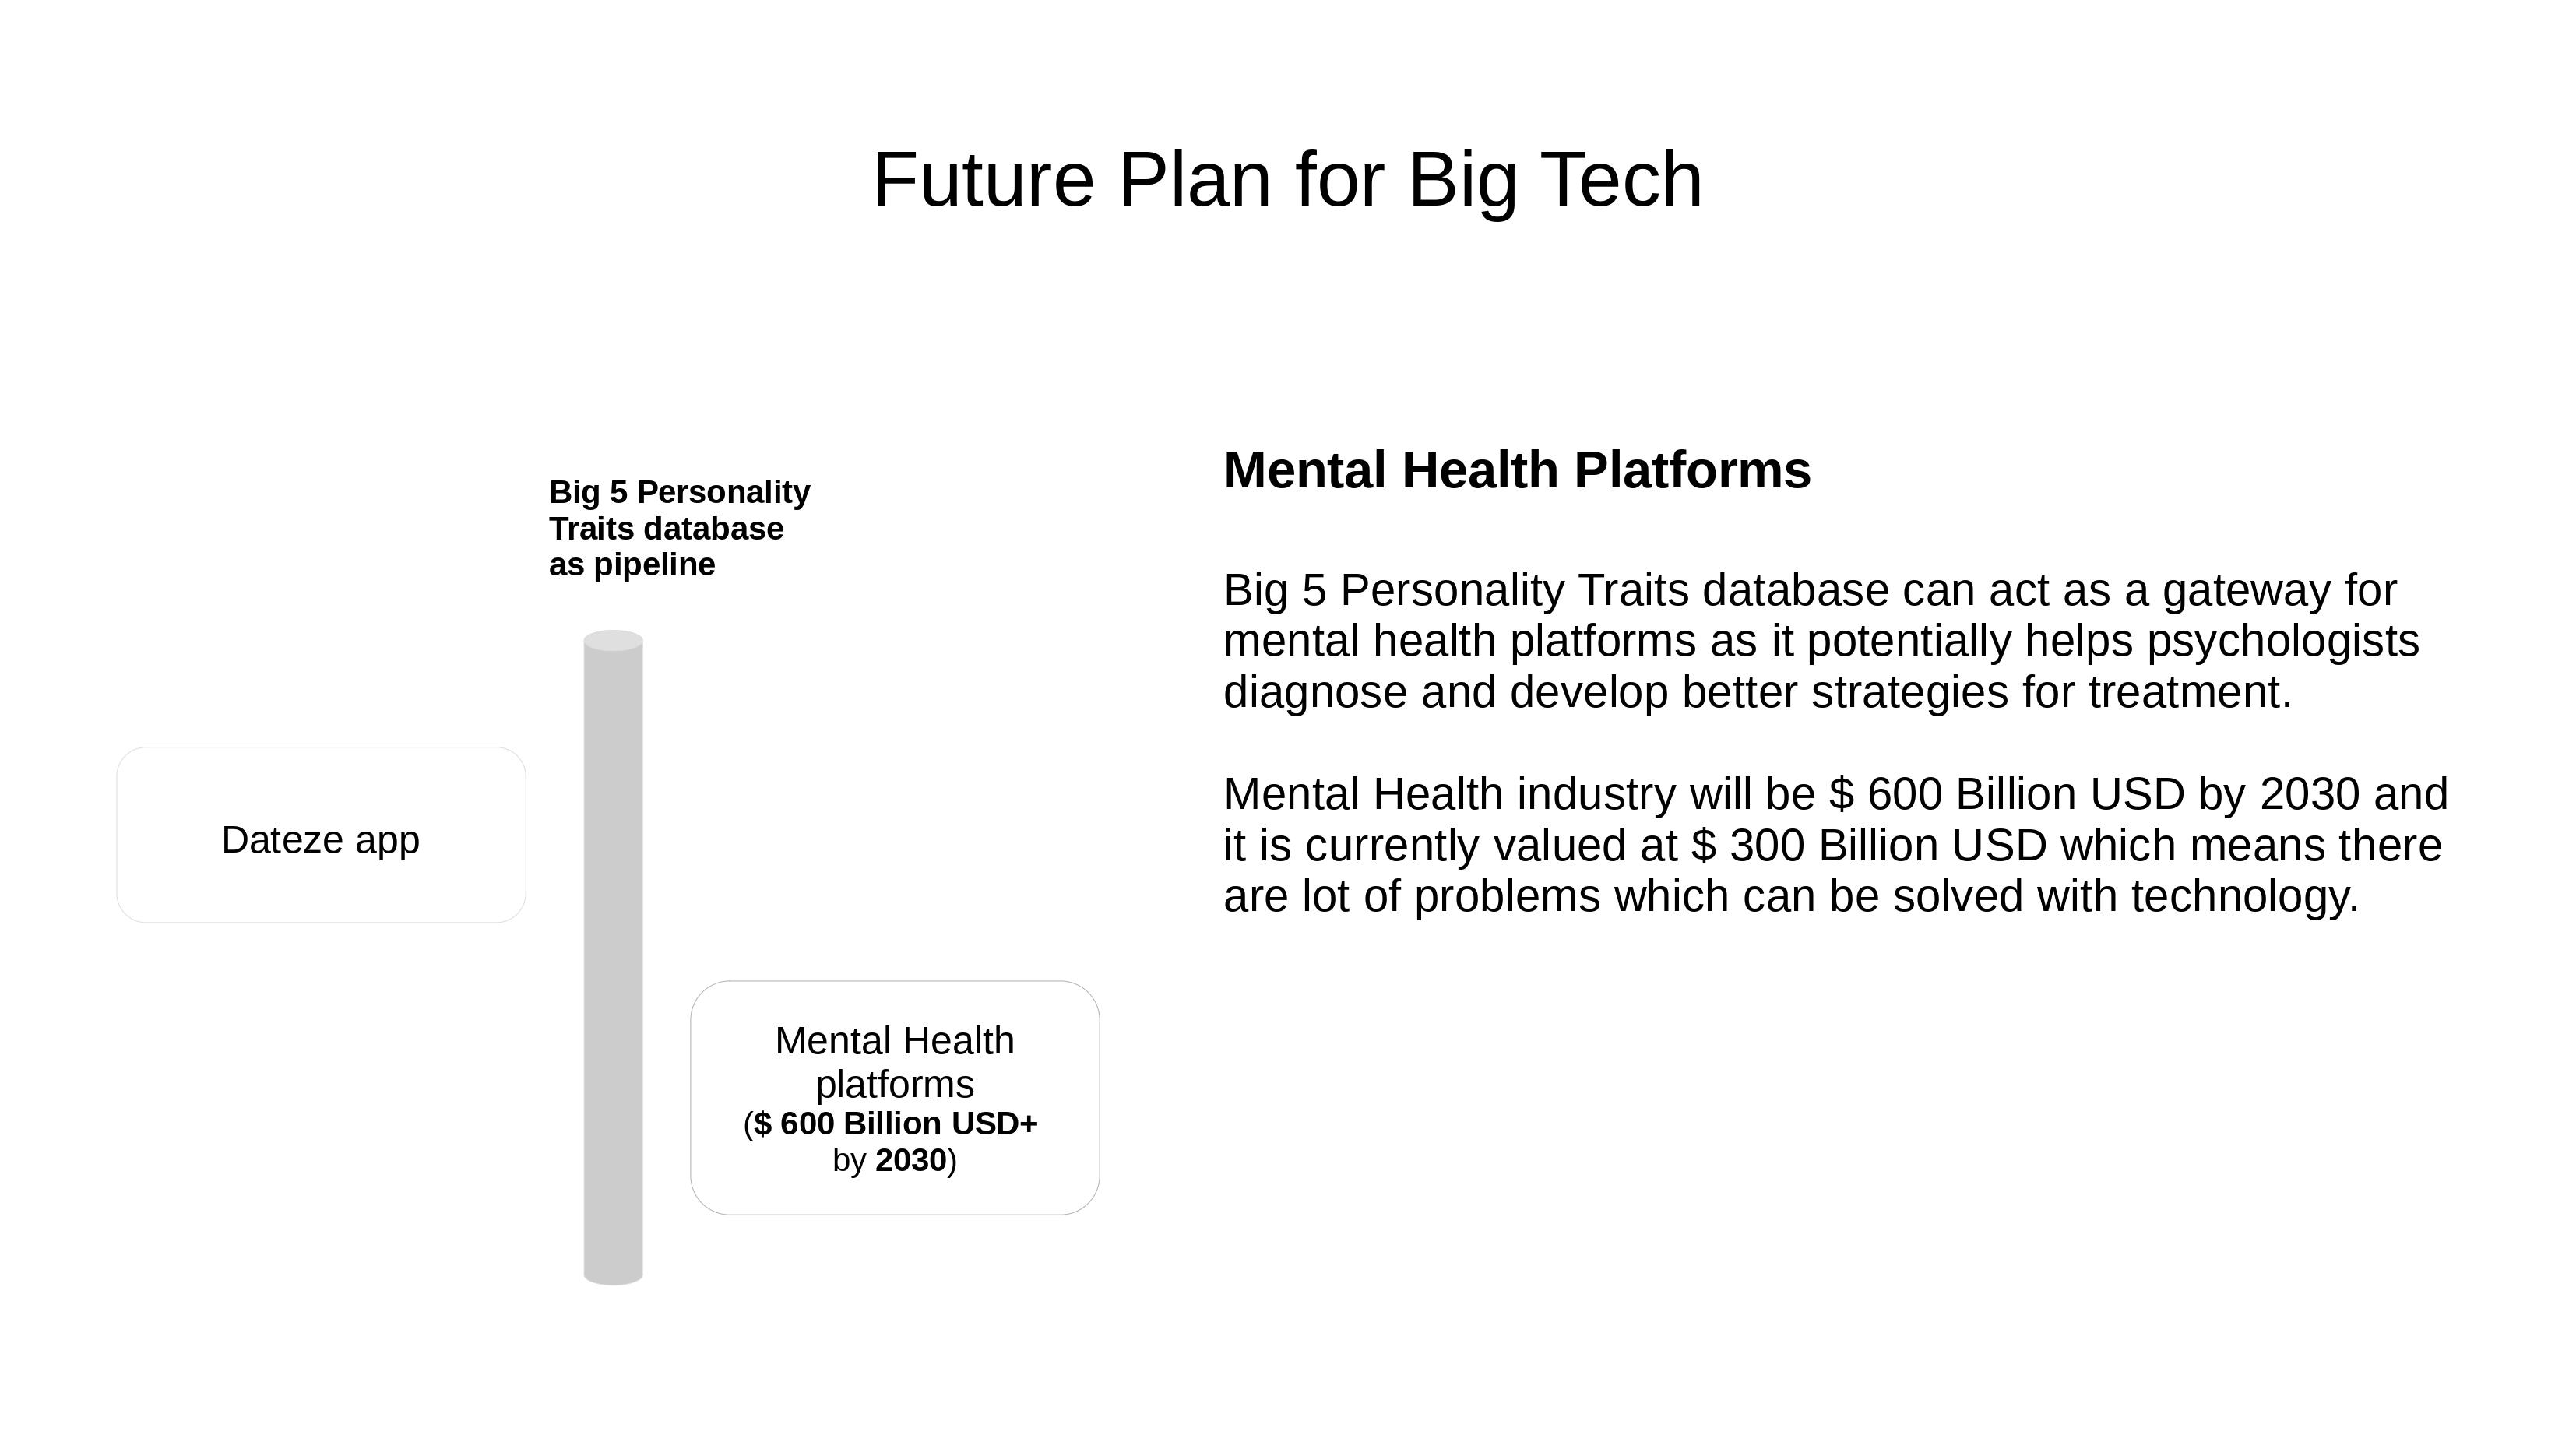 Future Plan for Big Tech
Big 5 Personality
Traits database
as pipeline
Dateze app
Mental Health
platforms
($ 600 Billion USD+
by 2030)
Mental Health Platforms
Big 5 Personality Traits database can act as a gateway for
mental health platforms as it potentially helps psychologists
diagnose and develop better strategies for treatment.
Mental Health industry will be $ 600 Billion USD by 2030 and
it is currently valued at $ 300 Billion USD which means there
are lot of problems which can be solved with technology.